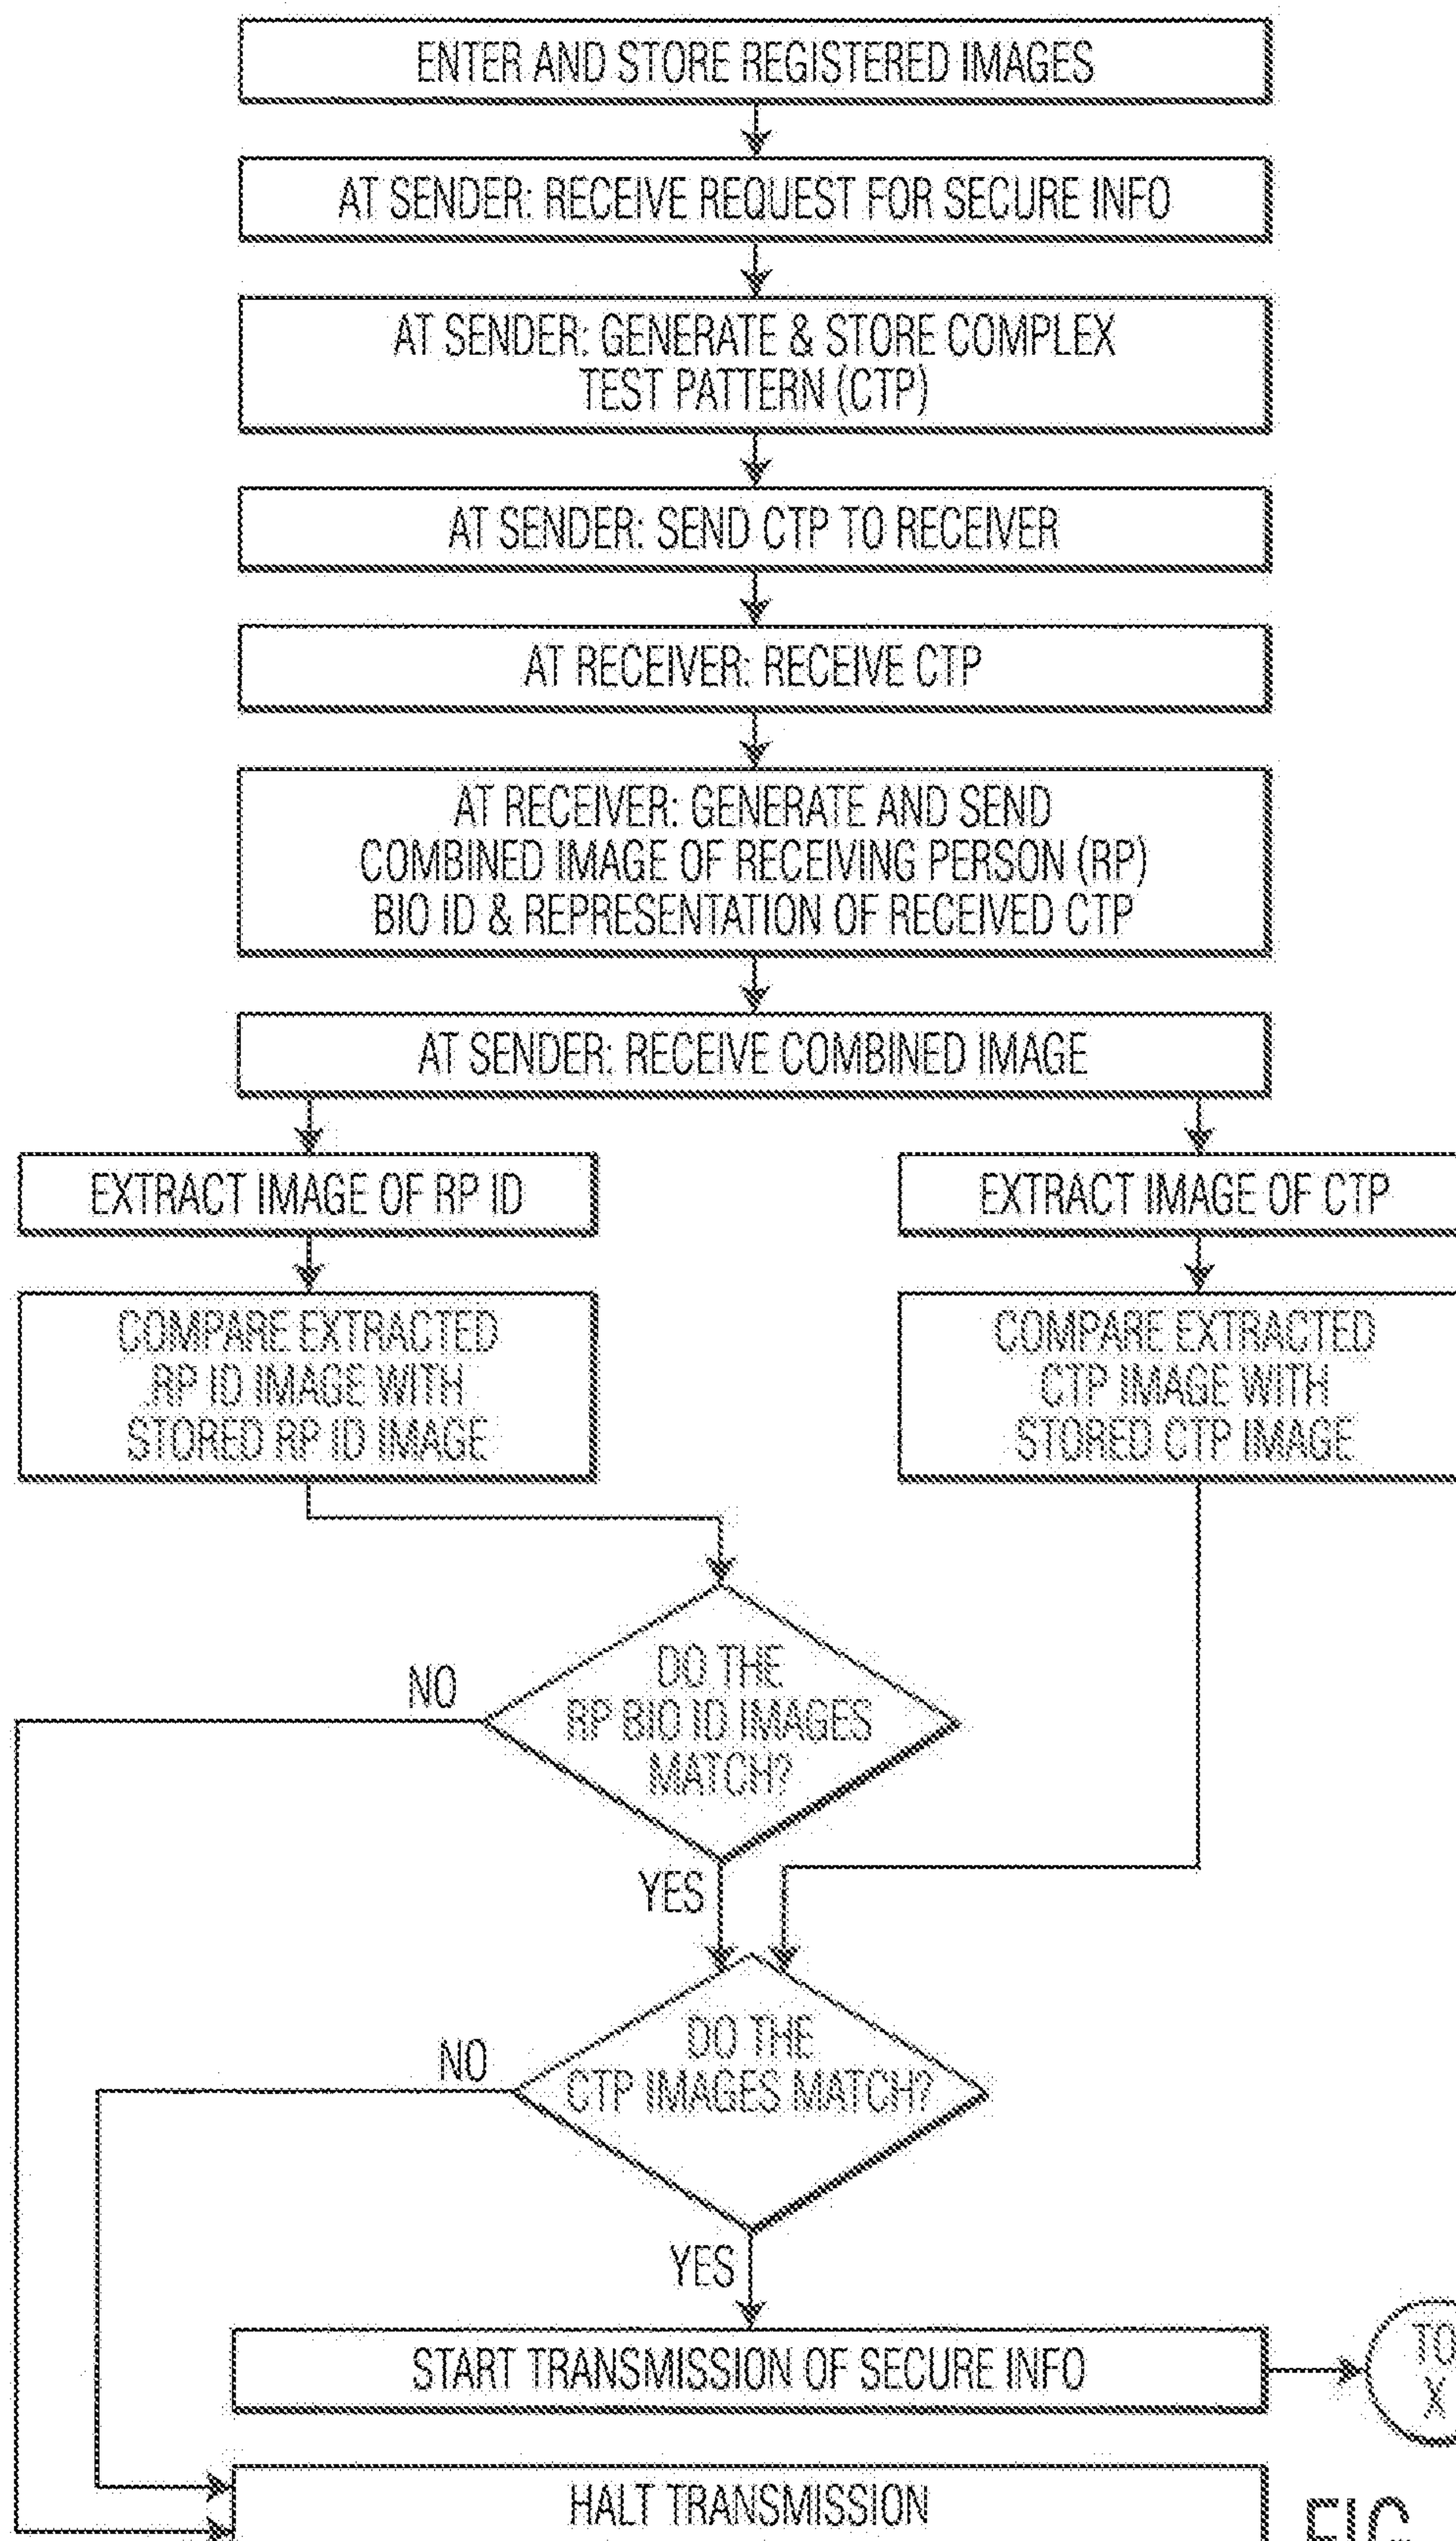 ENTER AND STORE REGISTERED IMAGES
AT SENDER: RECEIVE REQUEST FOR SECURE INFO
AT SENDER: GENERATE & STORE COMPLEX
TEST PATTERN (CTP)
AT SENDER: SEND CTP TO RECEIVER
AT RECEIVER: RECEIVE CTP
AT RECEIVER: GENERATE AND SEND
COMBINED IMAGE OF RECEIVING PERSON (RP)
BIO ID & REPRESENTATION OF RECEIVED CTP
AT SENDER: RECEIVE COMBINED IMAGE
EXTRACT IMAGE OF RP ID
EXTRACT IMAGE OF CTP
COMPARE EXTRACTED
RP ID IMAGE WITH
STORED RP ID IMAGE
COMPARE EXTRACTED
CTP IMAGE WITH
STORED CTP IMAGE
NO
DO THE
RP BIO ID IMAGES
MATCH?
YES
NO
DO THE
CTP IMAGES MATCH?
YES
START TRANSMISSION OF SECURE INFO
TO
X
HALT TRANSMISSION
FIG